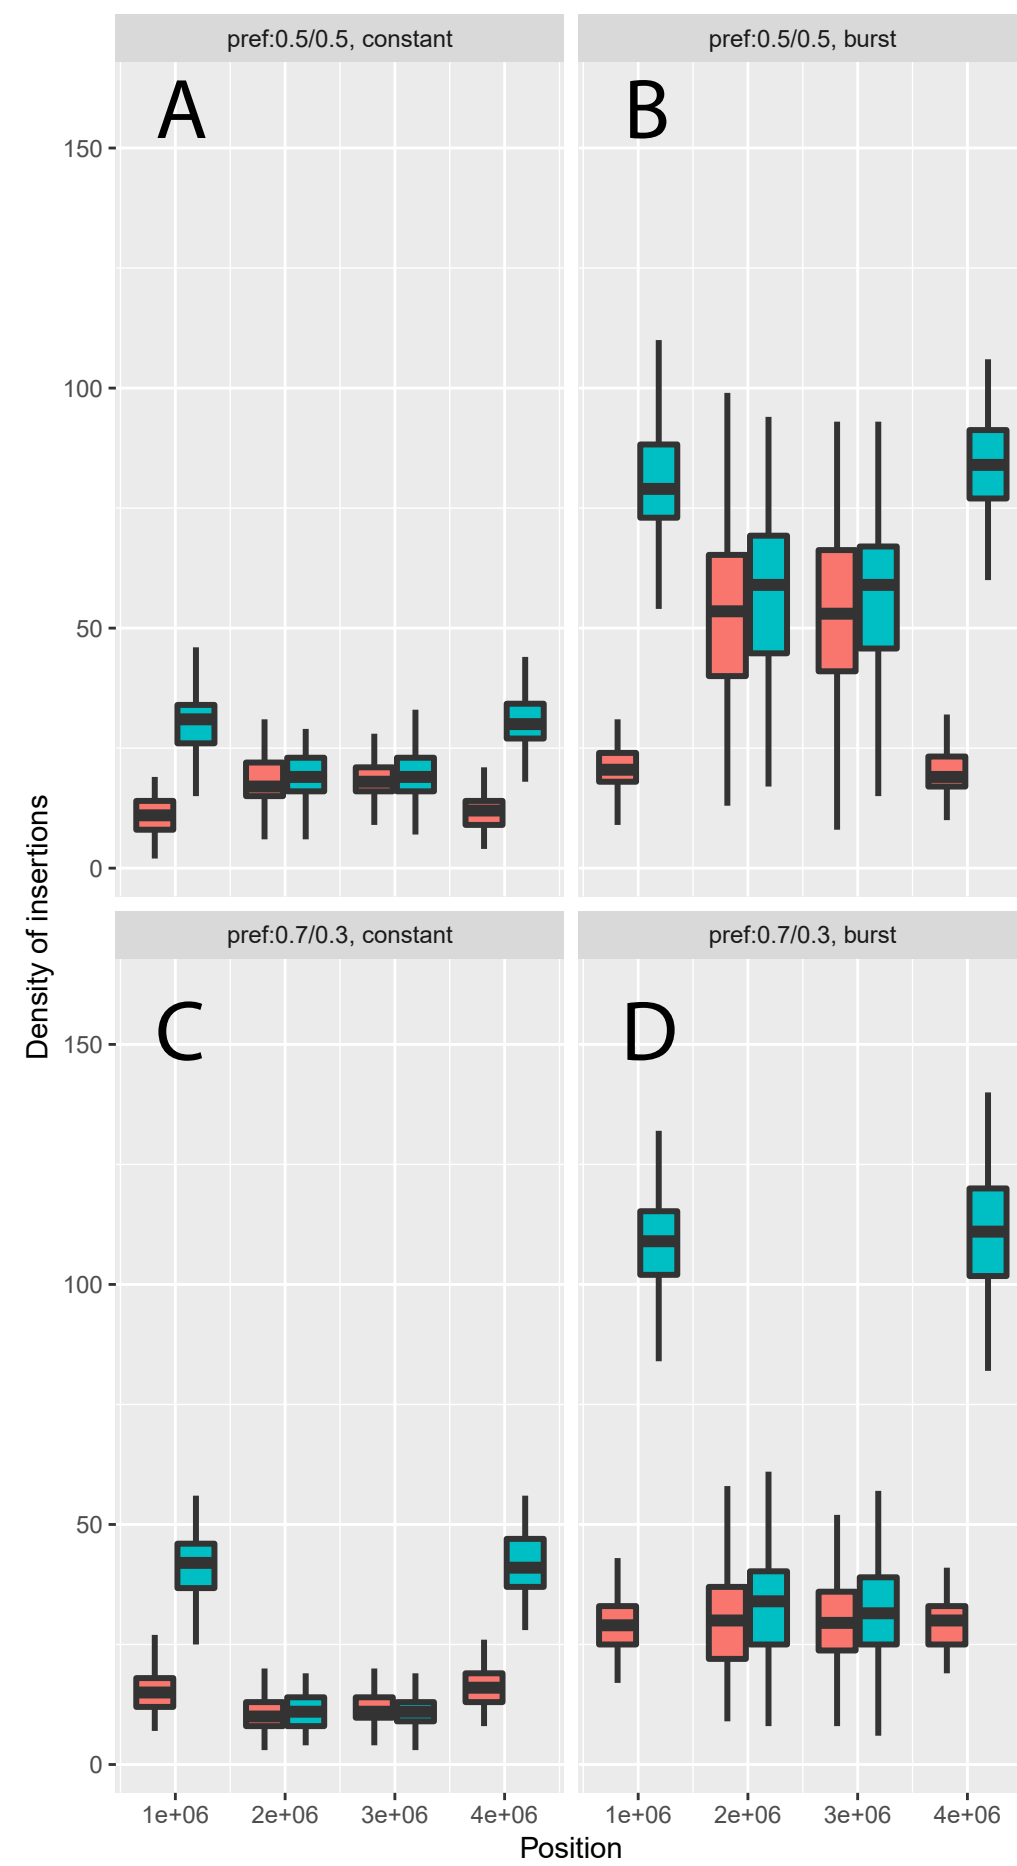 pref:0.5/0.5, constant
pref:0.5/0.5, burst
A
B
150
100
50
0
Density of insertions
pref:0.7/0.3, constant
pref:0.7/0.3, burst
C
D
150
100
50
0
1e+06 2e+06 3e+06 4e+06
1e+06 2e+06 3e+06 4e+06
Position